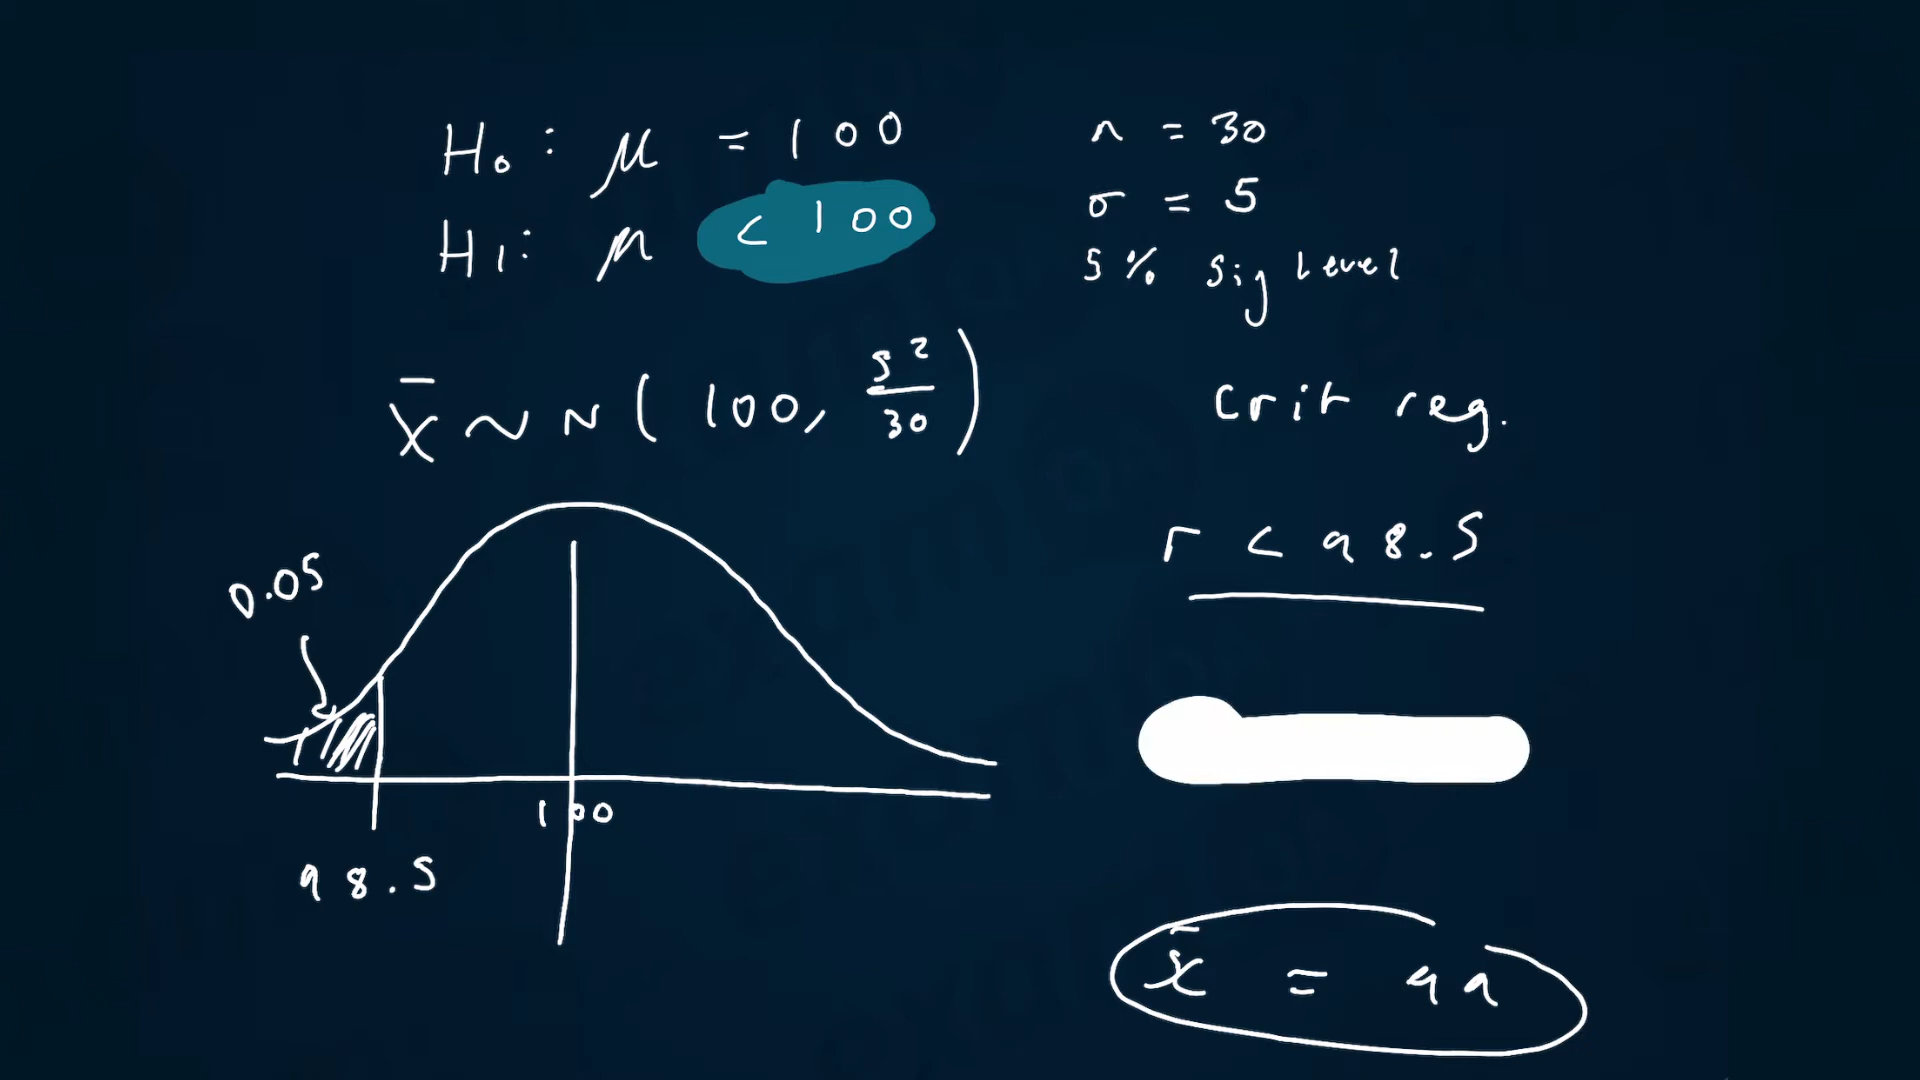 H₀ : μ = 100
H₁ : μ < 100
n = 30
σ = 5
5% Sig Level
X̄ ~ N ( 100, 5²/30 )
Crit reg.
r < 98.5
0.05
100
98.5
x̄ = 99